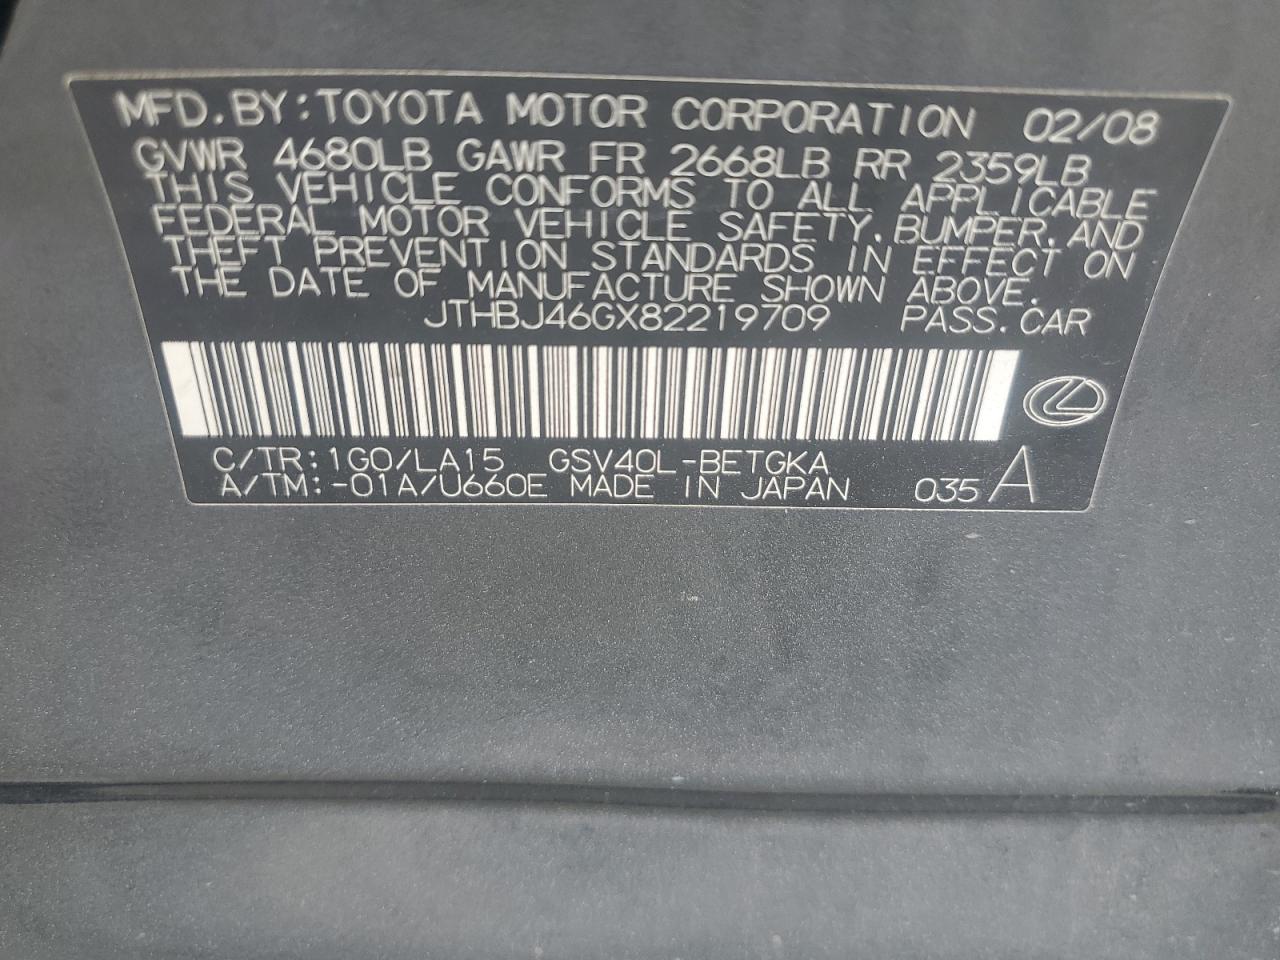 MFD.BY:TOYOTA MOTOR CORPORATION 02/08
GVWR 4680LB GAWR FR 2668LB RR 2359LB
THIS VEHICLE CONFORMS TO ALL APPLICABLE
FEDERAL MOTOR VEHICLE SAFETY, BUMPER, AND
THEFT PREVENTION STANDARDS IN EFFECT ON
THE DATE OF MANUFACTURE SHOWN ABOVE.
JTHBJ46GX82219709 PASS.CAR
C/TR:1G0/LA15 GSV40L-BETGKA
A/TM:-01A/U660E MADE IN JAPAN 035 A